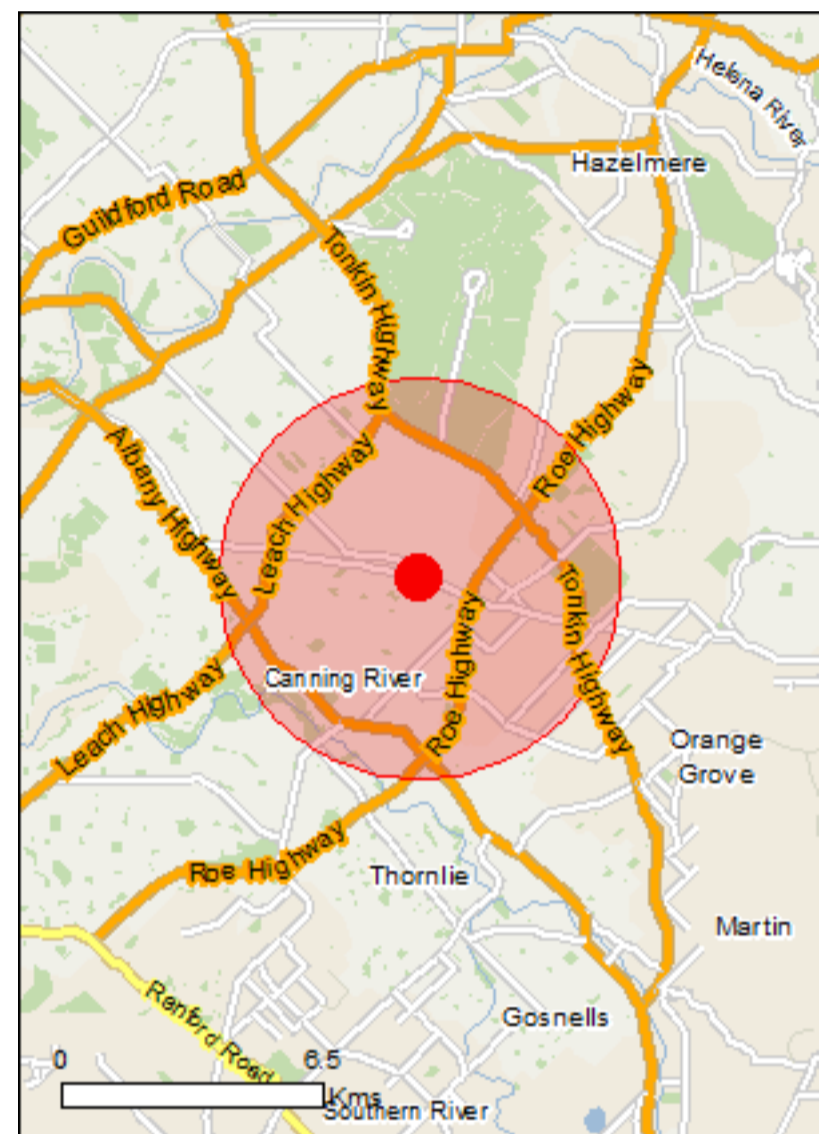 Helena River
Hazelmere
Guildford Road
Tonkin Highway
Roe Highway
Albany Highway
Leach Highway
Tonkin Highway
Roe Highway
Canning River
Leach Highway
Orange
Grove
Roe Highway
Thornlie
Martin
Ranford Road
Gosnells
0 6.5
Kms
Southern River